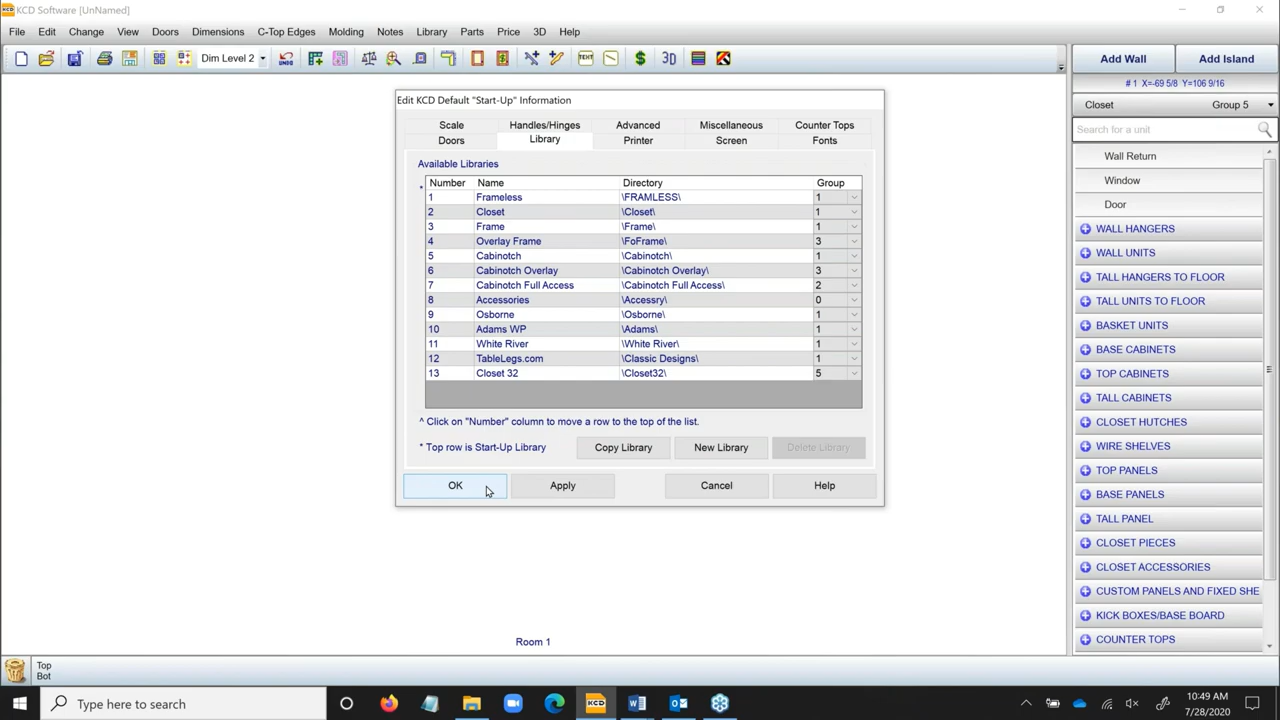 KCD Software [UnNamed]
File Edit Change View Doors Dimensions C-Top Edges Molding Notes Library Parts Price 3D Help
Dim Level 2 UNDO TEXT $ 3D
Add Wall Add Island
# 1 X=-69 5/8 Y=106 9/16
Closet Group 5
Search for a unit
Wall Return
Window
Door
WALL HANGERS
WALL UNITS
TALL HANGERS TO FLOOR
TALL UNITS TO FLOOR
BASKET UNITS
BASE CABINETS
TOP CABINETS
TALL CABINETS
CLOSET HUTCHES
WIRE SHELVES
TOP PANELS
BASE PANELS
TALL PANEL
CLOSET PIECES
CLOSET ACCESSORIES
CUSTOM PANELS AND FIXED SHE
KICK BOXES/BASE BOARD
COUNTER TOPS
Edit KCD Default "Start-Up" Information
Scale Handles/Hinges Advanced Miscellaneous Counter Tops
Doors Library Printer Screen Fonts
Available Libraries
* Number Name Directory Group
1 Frameless \FRAMLESS\ 1
2 Closet \Closet\ 1
3 Frame \Frame\ 1
4 Overlay Frame \FoFrame\ 3
5 Cabinotch \Cabinotch\ 1
6 Cabinotch Overlay \Cabinotch Overlay\ 3
7 Cabinotch Full Access \Cabinotch Full Access\ 2
8 Accessories \Accessry\ 0
9 Osborne \Osborne\ 1
10 Adams WP \Adams\ 1
11 White River \White River\ 1
12 TableLegs.com \Classic Designs\ 1
13 Closet 32 \Closet32\ 5
^ Click on "Number" column to move a row to the top of the list.
* Top row is Start-Up Library Copy Library New Library Delete Library
OK Apply Cancel Help
Room 1
Top
Bot
Type here to search
KCD
10:49 AM
7/28/2020